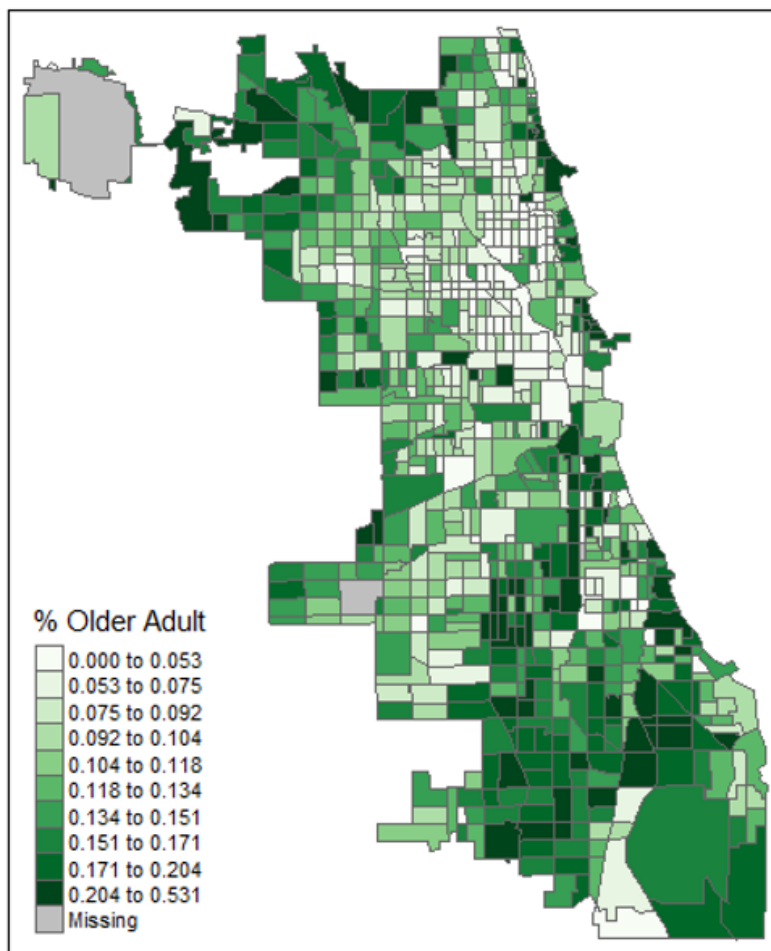 % Older Adult
0.000 to 0.053
0.053 to 0.075
0.075 to 0.092
0.092 to 0.104
0.104 to 0.118
0.118 to 0.134
0.134 to 0.151
0.151 to 0.171
0.171 to 0.204
0.204 to 0.531
Missing